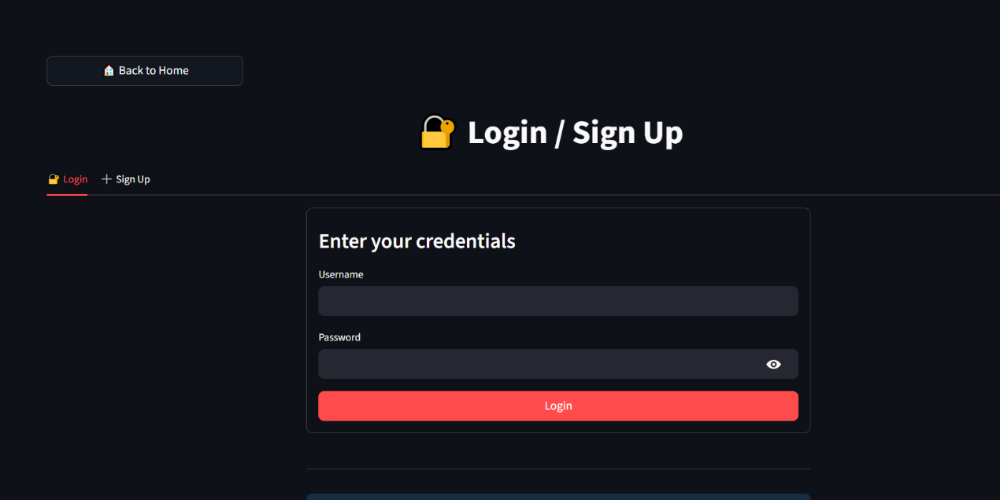 Back to Home
Login / Sign Up
Login
Sign Up
Enter your credentials
Username
Password
Login